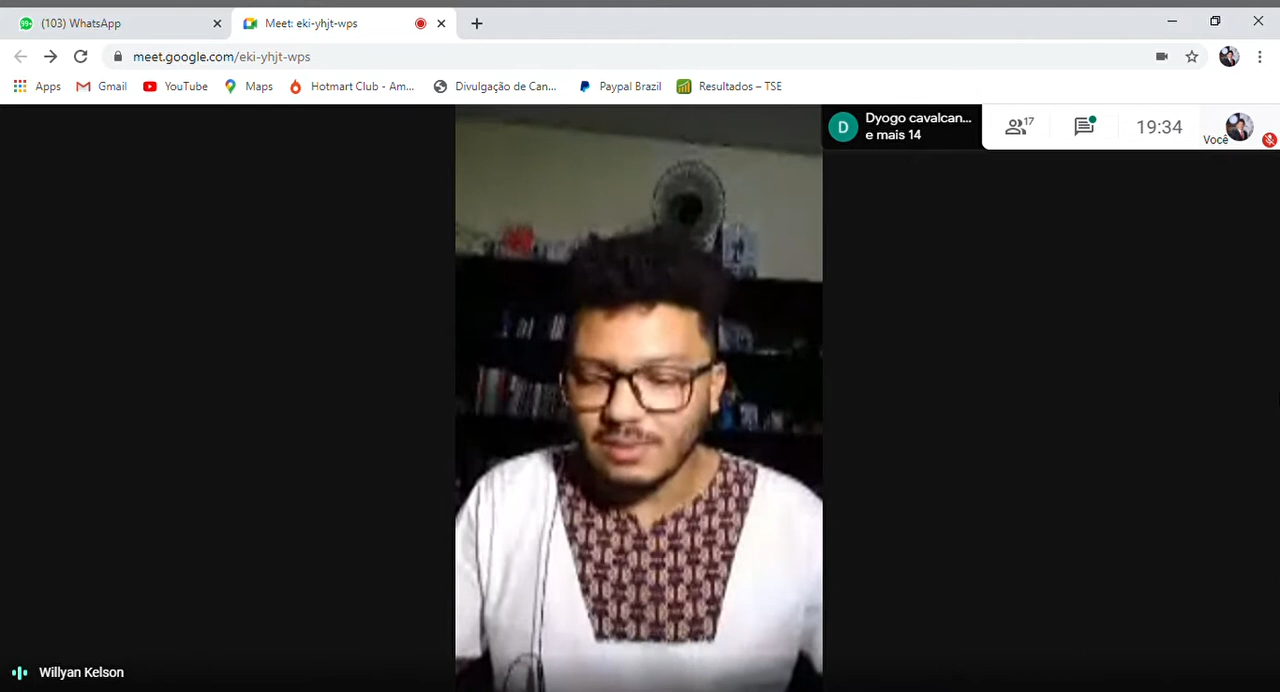 (103) WhatsApp
Meet: eki-yhjt-wps
meet.google.com/eki-yhjt-wps
Apps
Gmail
YouTube
Maps
Hotmart Club - Am...
Divulgação de Can...
Paypal Brazil
Resultados – TSE
D
Dyogo cavalcan...
e mais 14
17
19:34
Você
Willyan Kelson